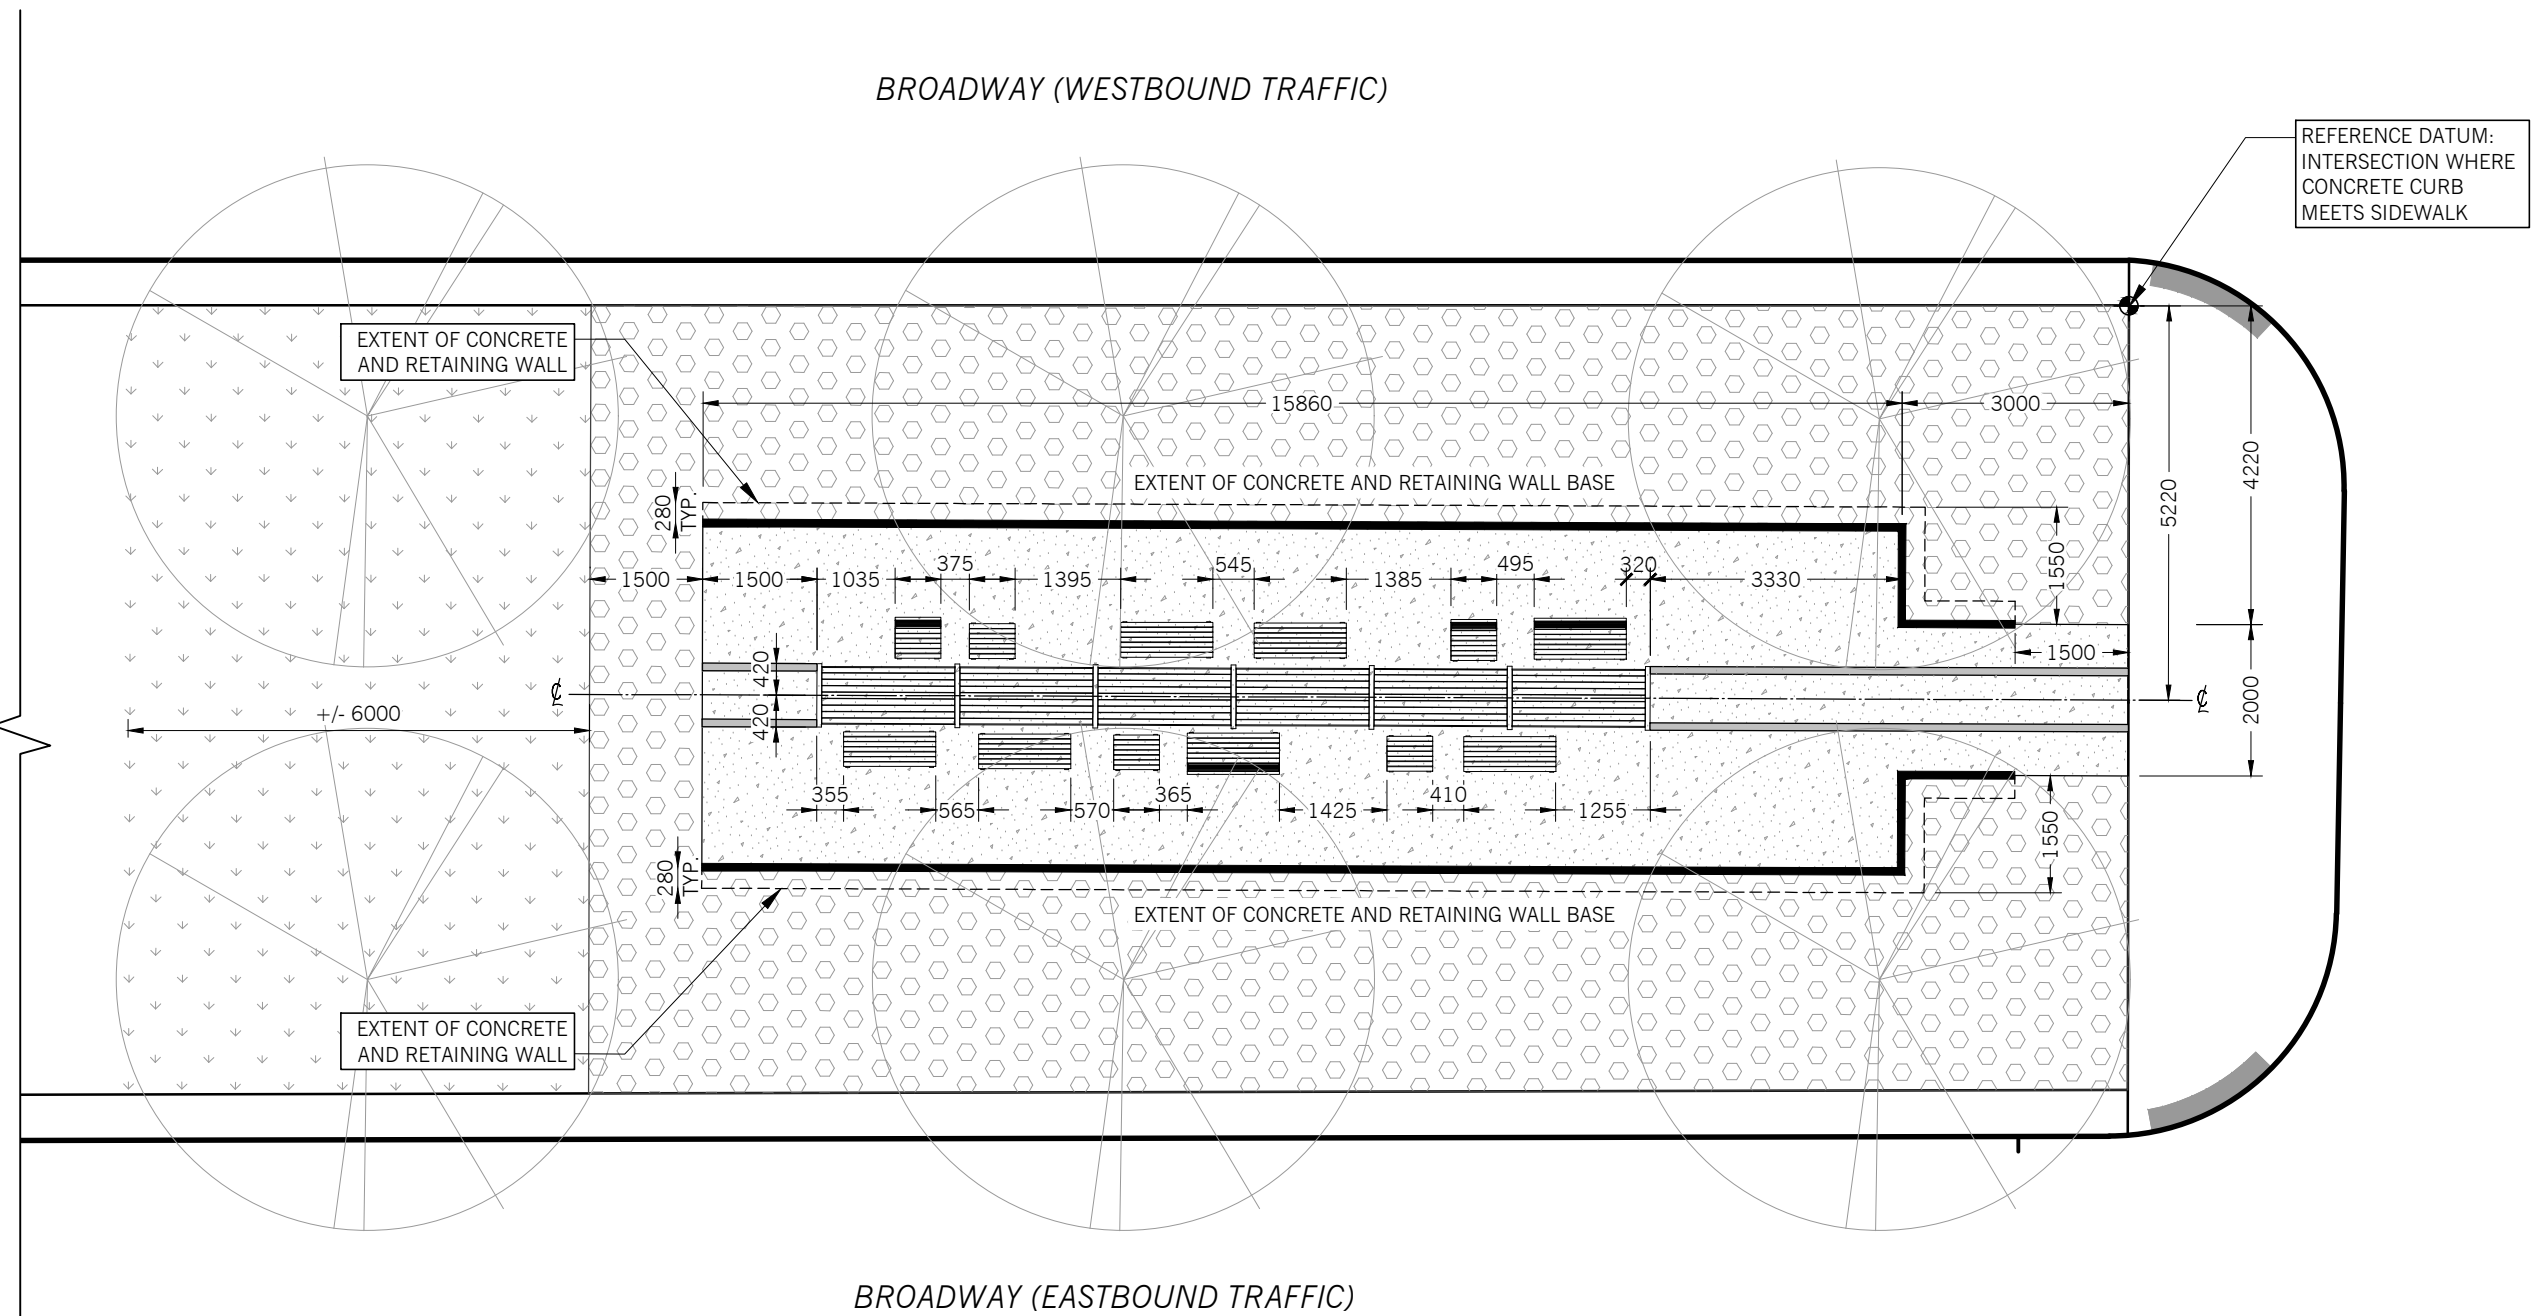 BROADWAY (WESTBOUND TRAFFIC)
REFERENCE DATUM:
INTERSECTION WHERE
CONCRETE CURB
MEETS SIDEWALK
EXTENT OF CONCRETE
AND RETAINING WALL
15860
3000
4220
5220
EXTENT OF CONCRETE AND RETAINING WALL BASE
280
TYP.
1550
375
545
495
320
1500
1500
1035
1395
1385
3330
1500
420
℄
℄
2000
+/- 6000
420
355
365
410
565
570
1425
1255
1550
280
TYP.
EXTENT OF CONCRETE AND RETAINING WALL BASE
EXTENT OF CONCRETE
AND RETAINING WALL
BROADWAY (EASTBOUND TRAFFIC)